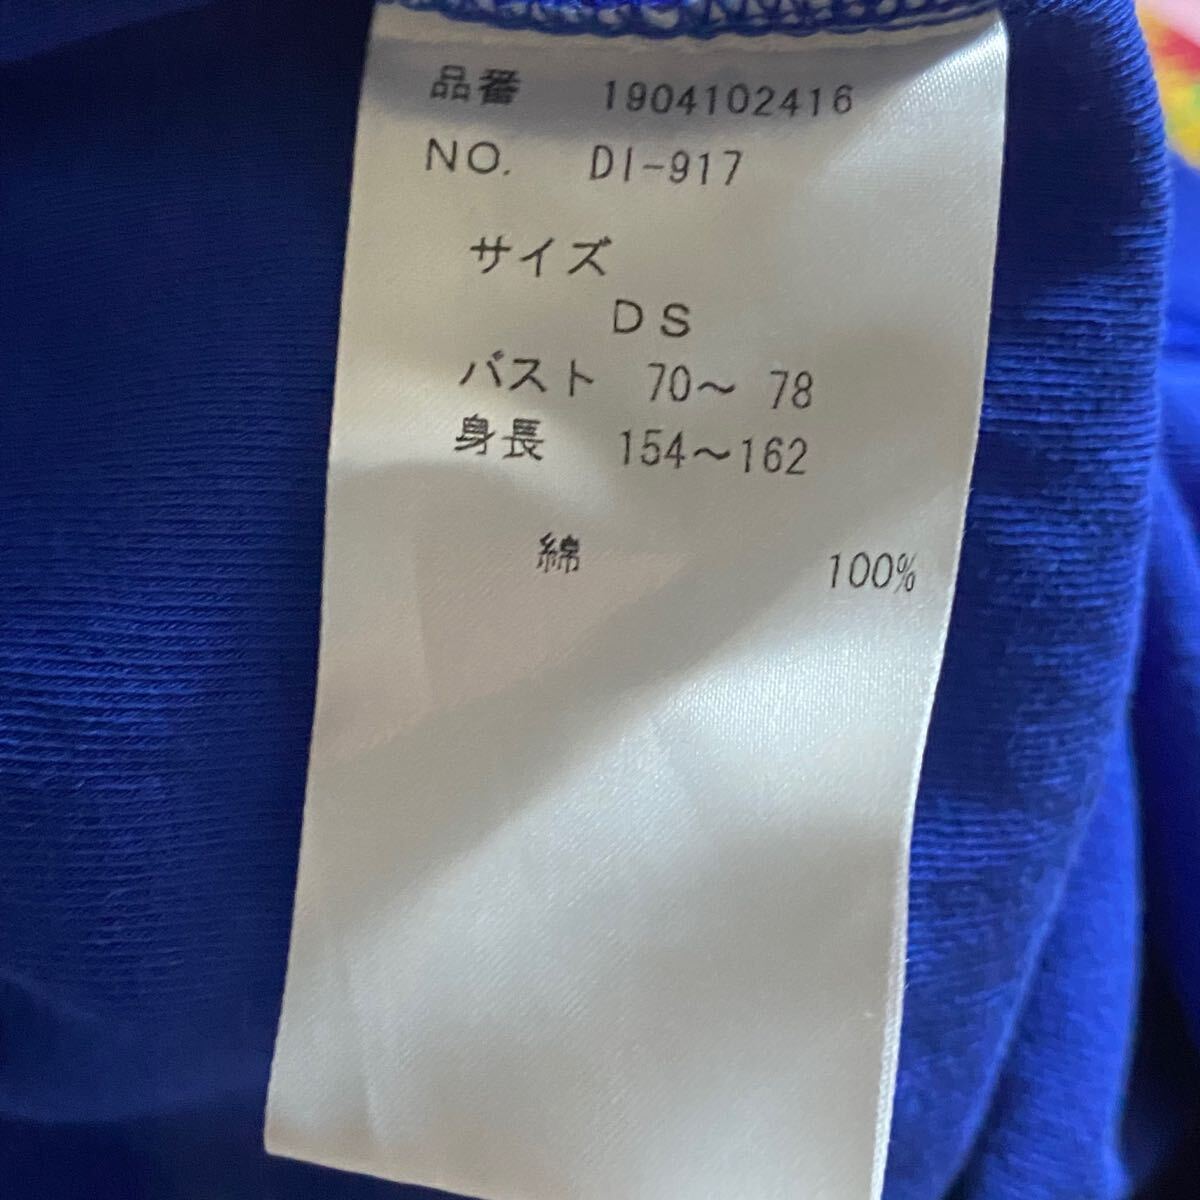 品番 1904102416
NO. DI-917
サイズ
DS
バスト 70〜 78
身長 154〜162
綿 100%